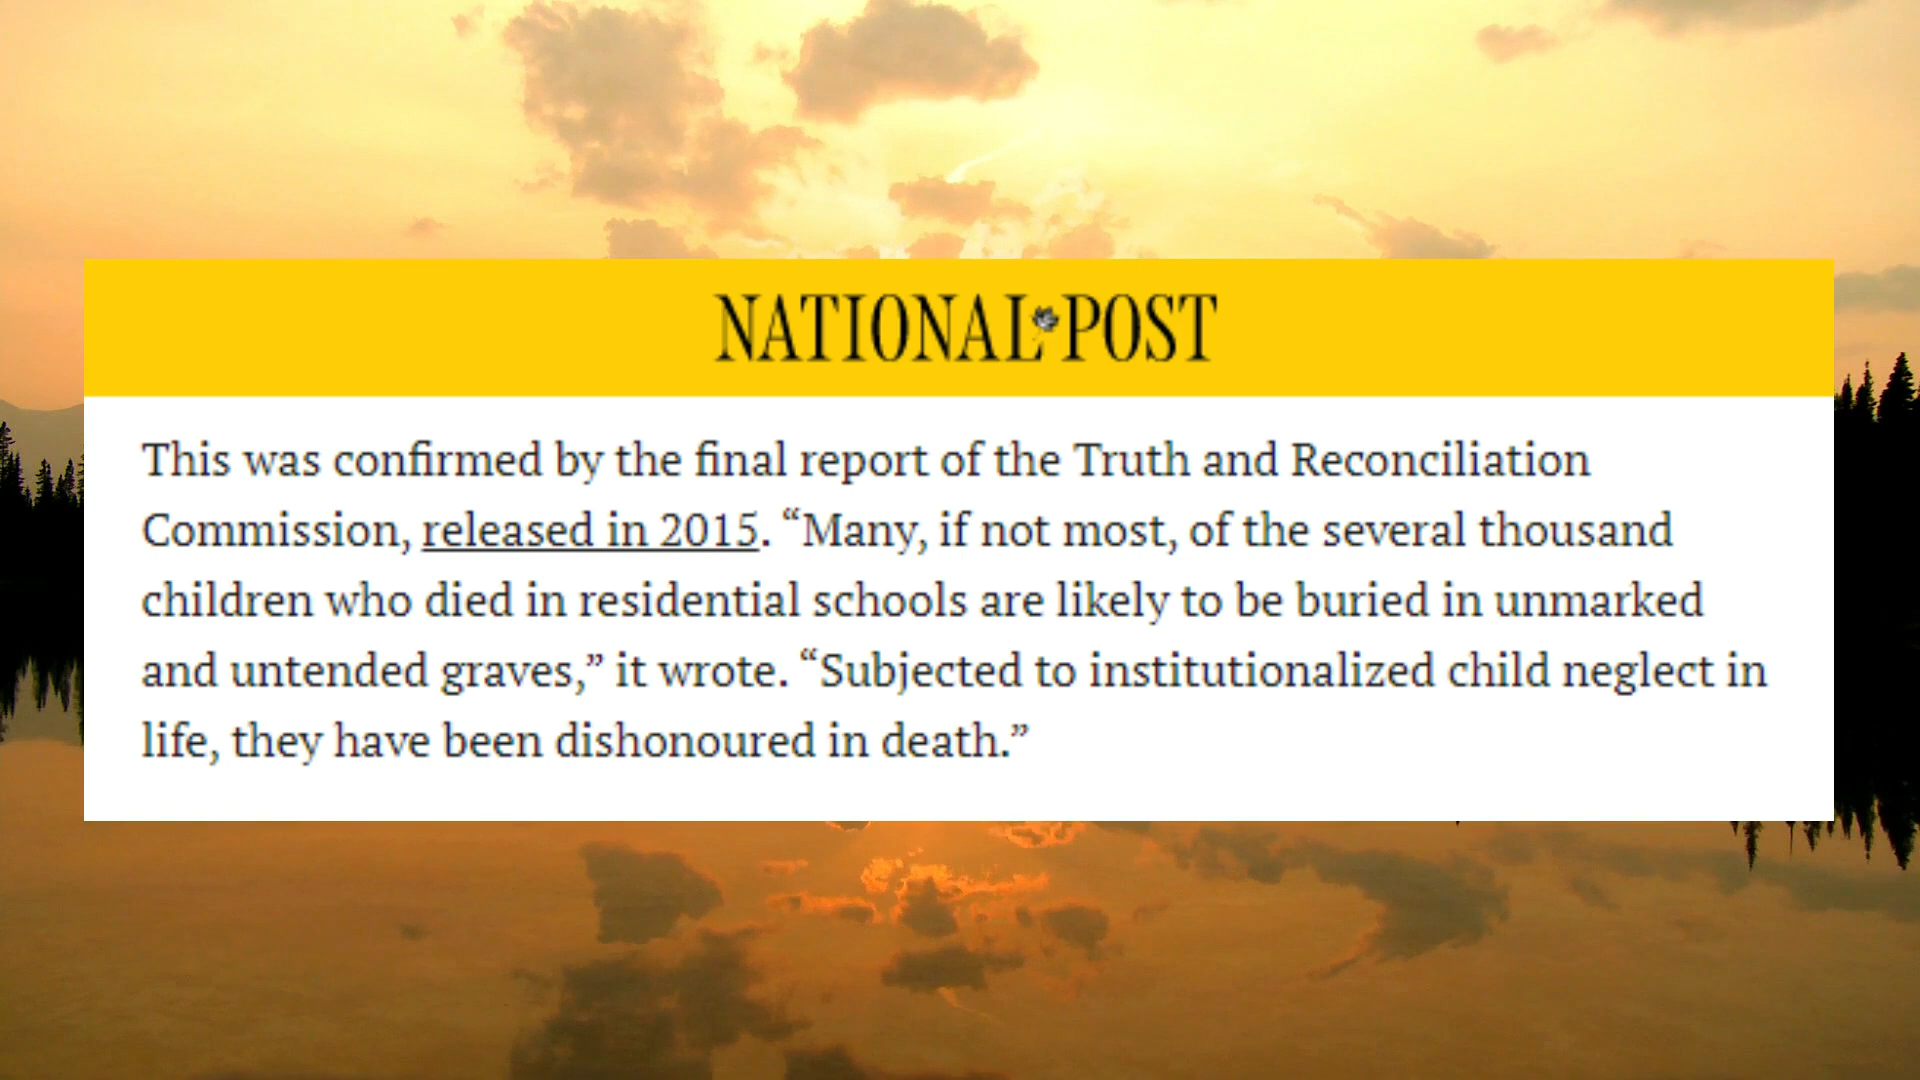 NATIONAL POST
This was confirmed by the final report of the Truth and Reconciliation
Commission, released in 2015. “Many, if not most, of the several thousand
children who died in residential schools are likely to be buried in unmarked
and untended graves,” it wrote. “Subjected to institutionalized child neglect in
life, they have been dishonoured in death.”